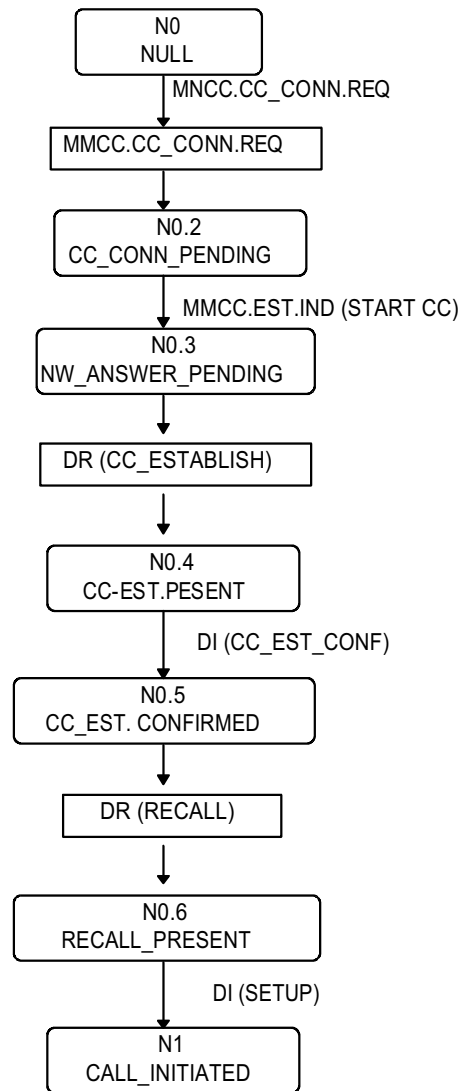 N0
NULL
MNCC.CC_CONN.REQ
MMCC.CC_CONN.REQ
N0.2
CC_CONN_PENDING
MMCC.EST.IND (START CC)
N0.3
NW_ANSWER_PENDING
DR (CC_ESTABLISH)
N0.4
CC-EST.PESENT
DI (CC_EST_CONF)
N0.5
CC_EST. CONFIRMED
DR (RECALL)
N0.6
RECALL_PRESENT
DI (SETUP)
N1
CALL_INITIATED